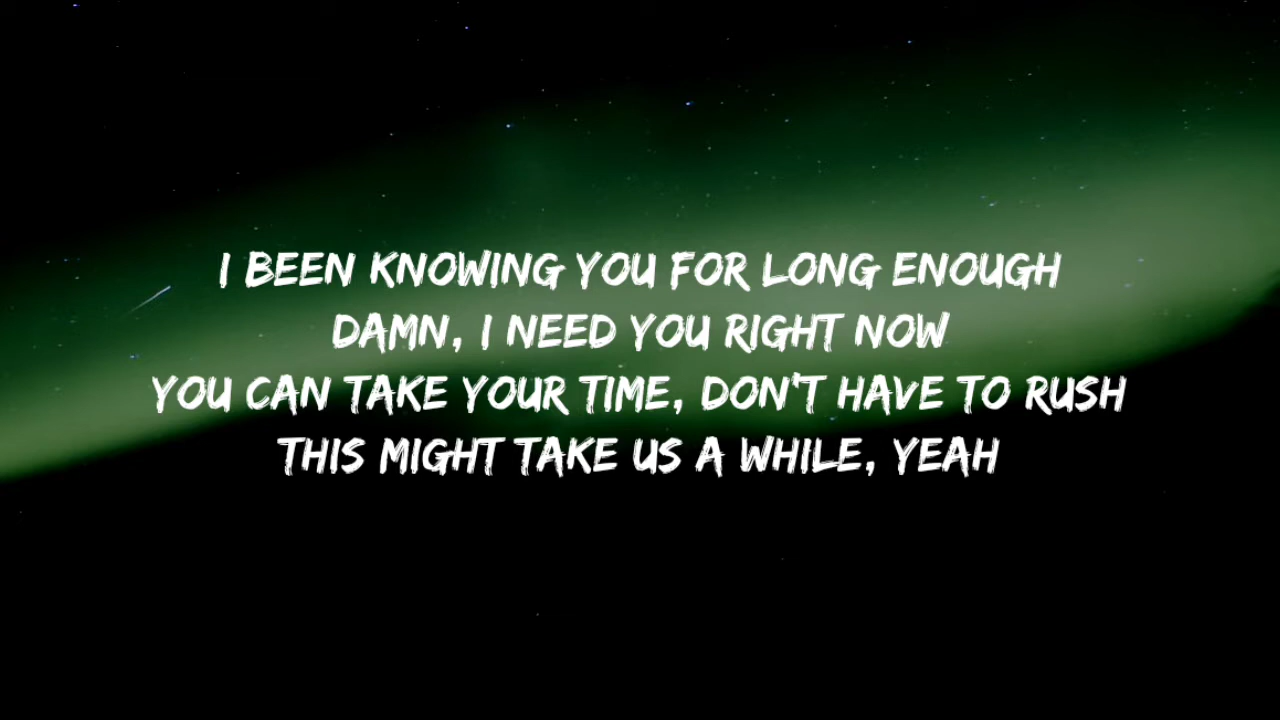 I BEEN KNOWING YOU FOR LONG ENOUGH
DAMN, I NEED YOU RIGHT NOW
YOU CAN TAKE YOUR TIME, DON'T HAVE TO RUSH
THIS MIGHT TAKE US A WHILE, YEAH